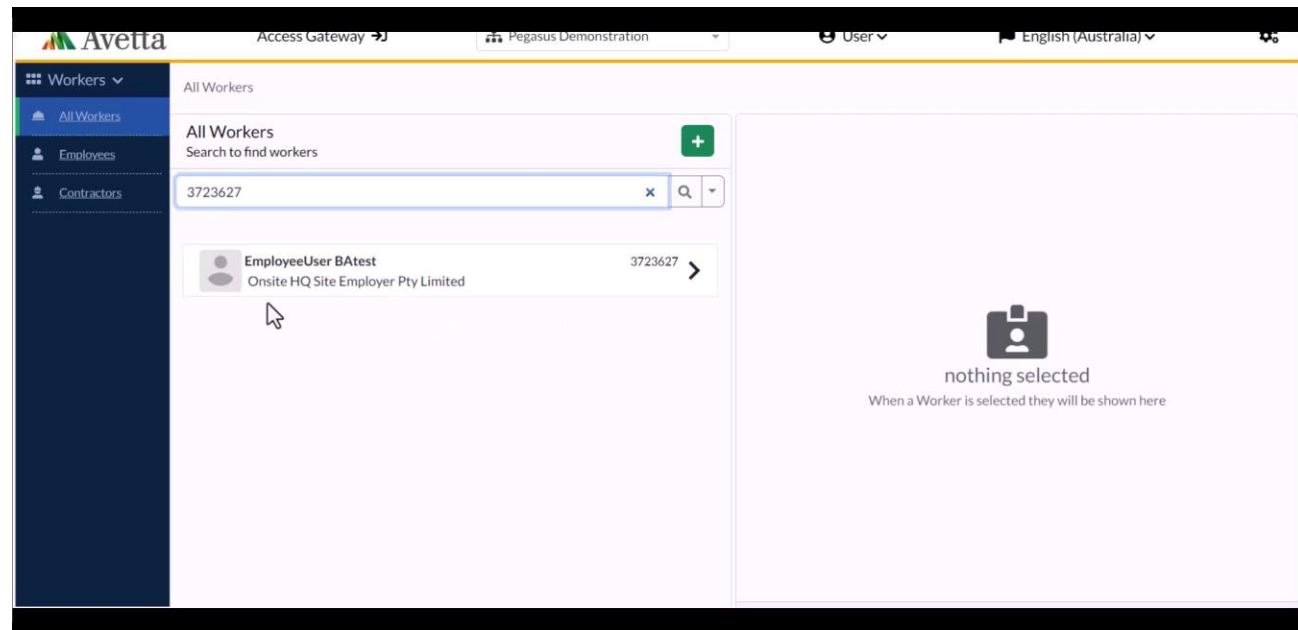 Avetta Access Gateway Pegasus Demonstration User English (Australia)
Workers
All Workers
Employees
Contractors
All Workers
All Workers
Search to find workers
3723627
EmployeeUser BAtest 3723627
Onsite HQ Site Employer Pty Limited
nothing selected
When a Worker is selected they will be shown here